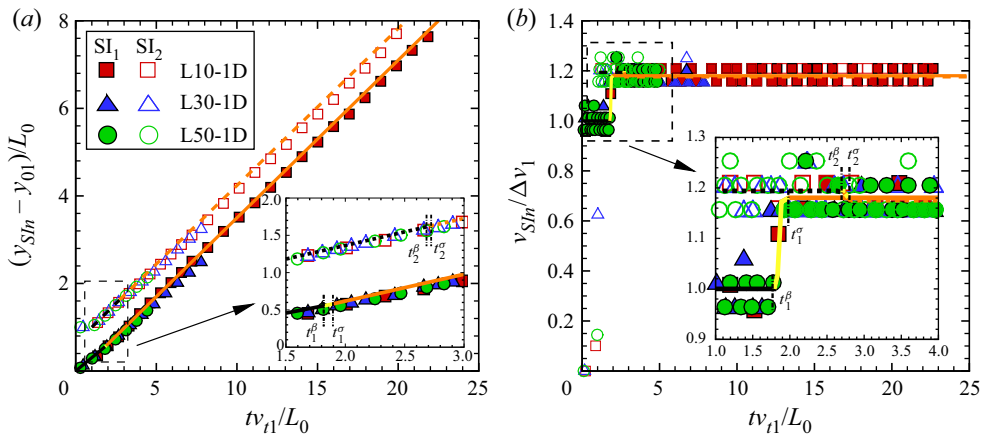 (a)
8
6
4
2
0
5
10
15
20
25
(y_{SIn} − y_{01})/L_0
tv_{t1}/L_0
SI_1 SI_2
L10-1D
L30-1D
L50-1D
2.0
1.5
1.0
0.5
0
1.5
2.0
2.5
3.0
t_2^β t_2^σ
t_1^β t_1^σ
(b)
1.4
1.2
1.0
0.8
0.6
0.4
0.2
0
5
10
15
20
25
v_{SIn}/Δv_1
tv_{t1}/L_0
1.3
1.2
1.1
1.0
0.9
1.0
1.5
2.0
2.5
3.0
3.5
4.0
t_2^β t_2^σ
t_1^σ
t_1^β